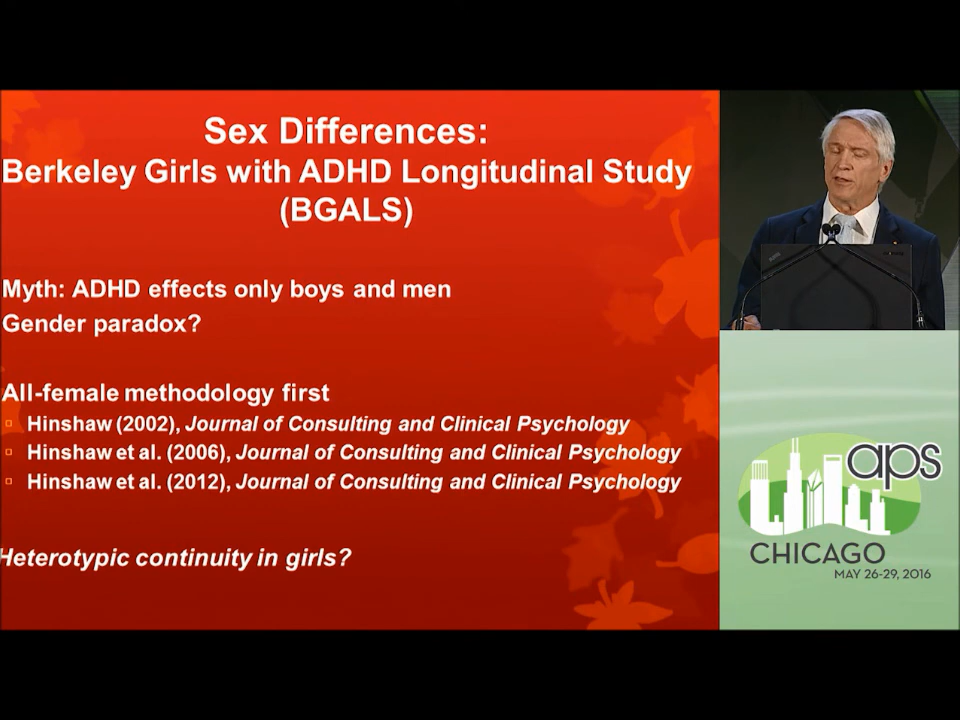 Sex Differences:
Berkeley Girls with ADHD Longitudinal Study
(BGALS)
Myth: ADHD effects only boys and men
Gender paradox?
All-female methodology first
Hinshaw (2002), Journal of Consulting and Clinical Psychology
Hinshaw et al. (2006), Journal of Consulting and Clinical Psychology
Hinshaw et al. (2012), Journal of Consulting and Clinical Psychology
Heterotypic continuity in girls?
aps
CHICAGO
MAY 26-29, 2016